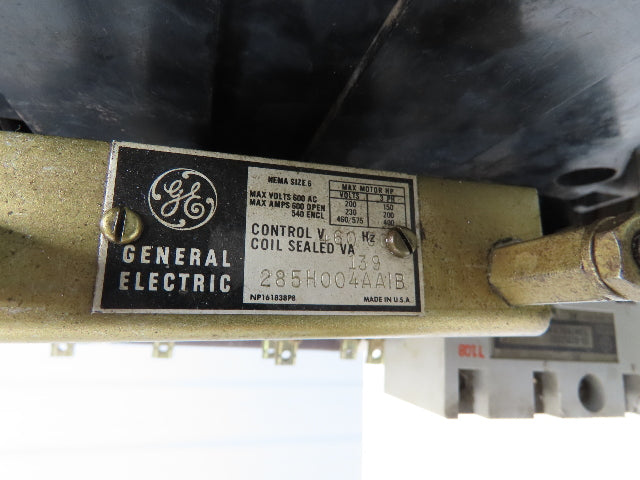 GE
GENERAL
ELECTRIC
NEMA SIZE 6
MAX VOLTS 600 AC
MAX AMPS 600 OPEN
540 ENCL
MAX MOTOR HP
VOLTS 3 PH
200 150
230 200
460/575 400
CONTROL V 460 Hz
COIL SEALED VA
139
285H004AA1B
NP161838P8 MADE IN U.S.A.